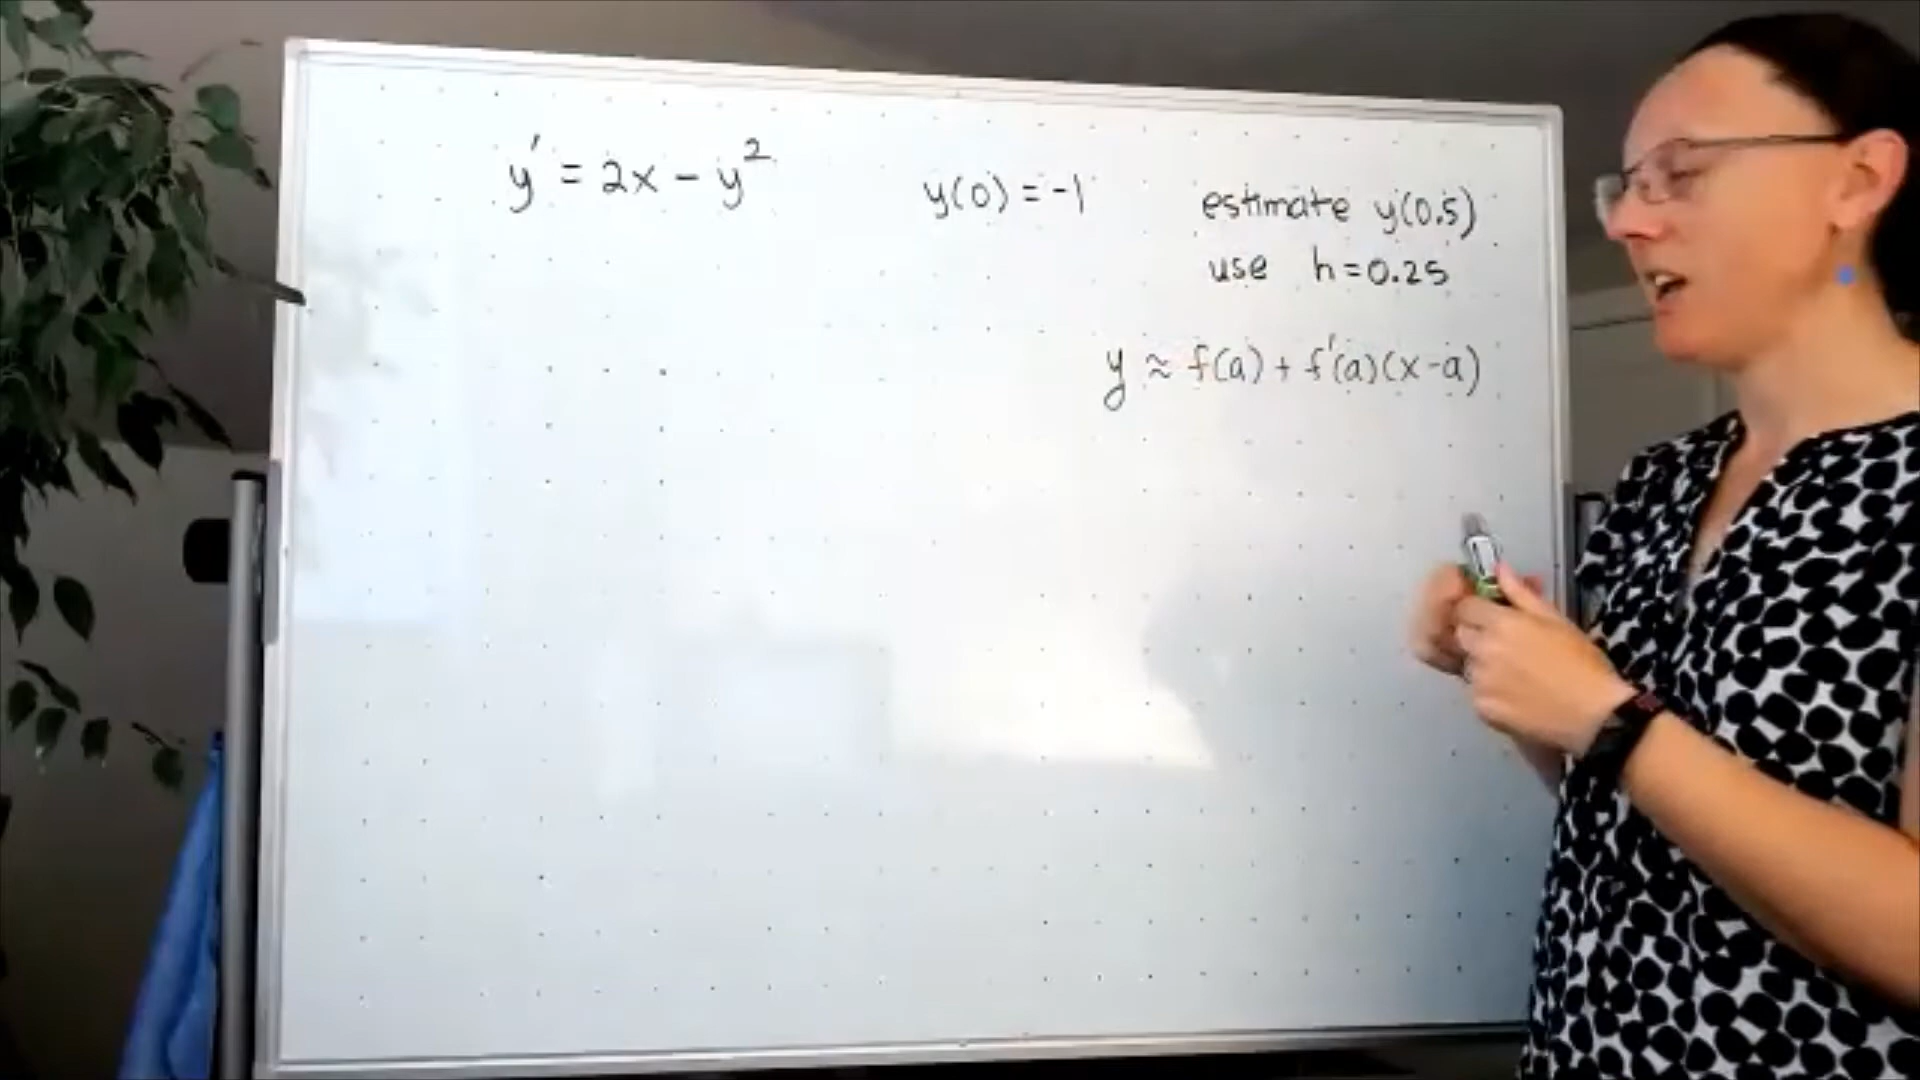 y' = 2x - y²
y(0) = -1
estimate y(0.5)
use h=0.25
y ≈ f(a) + f'(a)(x-a)